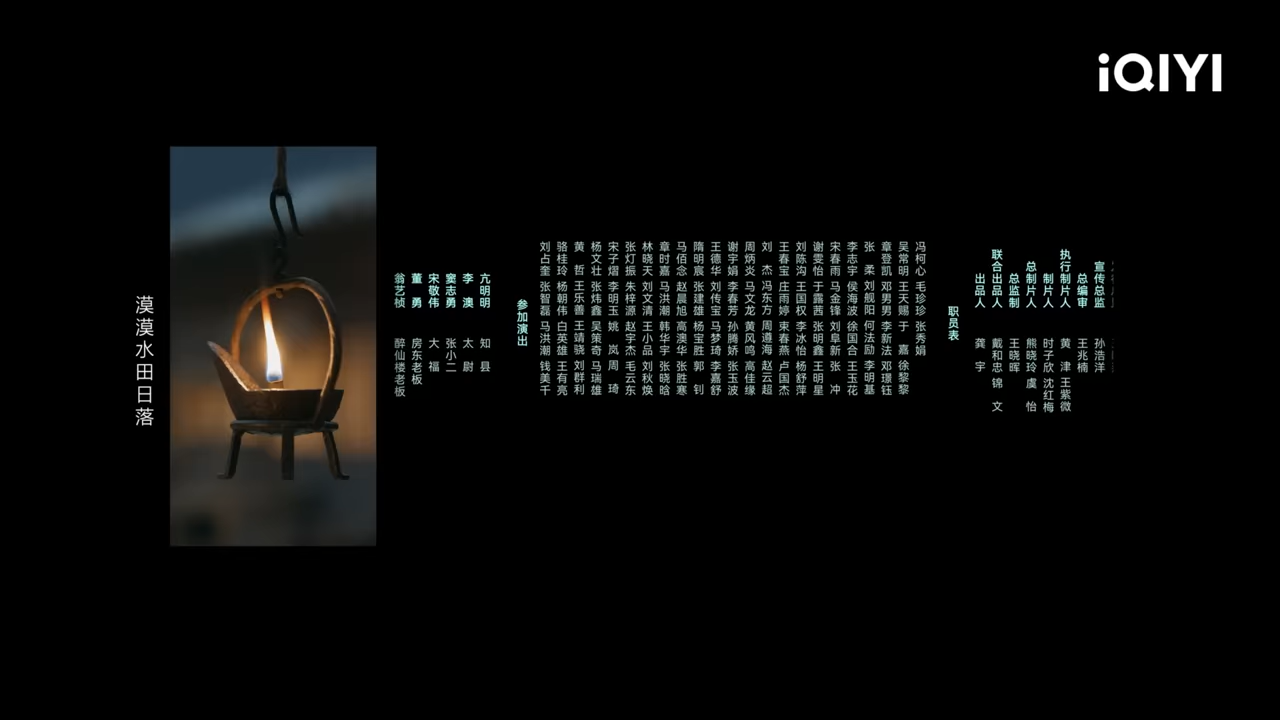 iQIYI
漠漠水田日落
翁艺桢 醉仙楼老板
董 勇 房东老板
宋敬伟 大 福
窦志勇 张小二
李 澳 太 尉
亢明明 知 县
参加演出
刘占奎 张智磊 马洪潮 钱美千
骆桂玲 杨朝伟 白英雄 王有亮
黄 哲 王乐善 王靖骁 刘群利
杨文壮 张炜鑫 吴策奇 马瑞雄
宋子熠 李明玉 姚 岚 周 琦
张灯振 朱梓源 赵宇杰 毛云东
林晓天 刘文清 王小品 刘秋焕
章时嘉 马洪潮 韩华宇 张晓晗
马佰念 赵晨旭 高澳华 张胜寒
隋明宸 张建雄 杨宝胜 郭 钊
王德华 刘传宝 马梦琦 李嘉舒
谢宇娟 李春芳 孙腾娇 张玉波
周炳炎 马文龙 黄风鸣 高佳缘
刘 杰 冯东方 周遵海 赵云超
王春宝 庄雨婷 束春燕 卢国杰
刘陈沟 王国权 李冰怡 杨舒萍
谢雯怡 于露茜 张明鑫 王明星
宋春雨 马金锋 刘阜新 张 冲
李志宇 侯海波 徐国合 王玉花
张 柔 刘舰阳 何法励 李明基
章登凯 邓男男 李新法 邓璟钰
吴常明 王天赐 于 嘉 徐黎黎
冯柯心 毛珍珍 张秀娟
职员表
出品人 龚 宇
联合出品人 戴和忠 锦 文
总监制 王晓晖
总制片人 熊晓玲 虞 怡
制片人 时子欣 沈红梅
执行制片人 黄 津 王紫微
总编审 王兆楠
宣传总监 孙浩洋